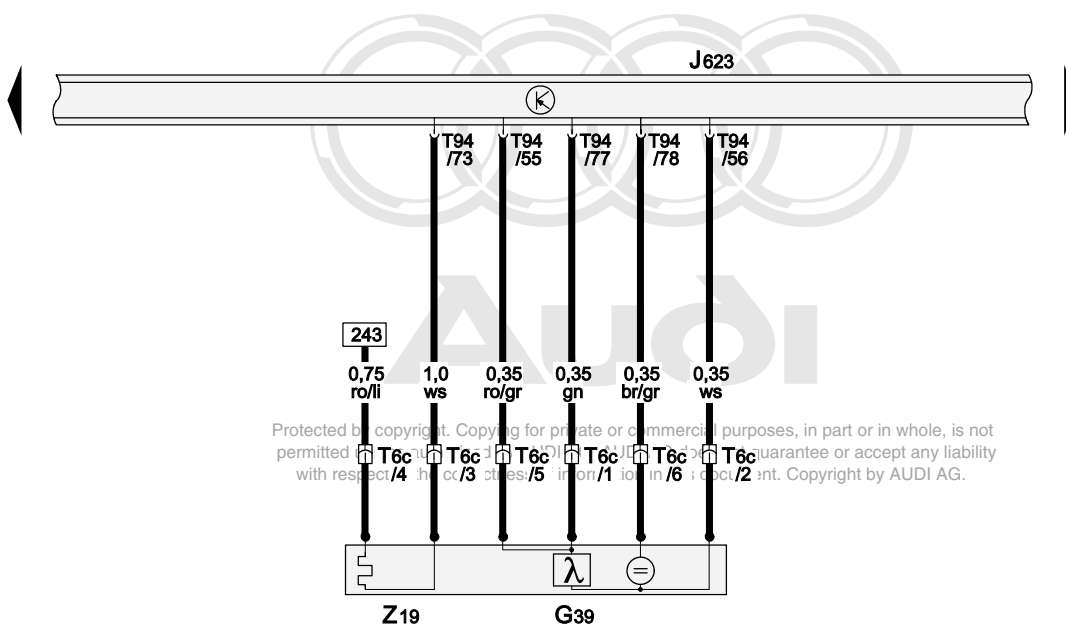 J623
T94 T94 T94 T94 T94
/73 /55 /77 /78 /56
AUDI
243
0,75 1,0 0,35 0,35 0,35 0,35
ro/li ws ro/gr gn br/gr ws
Protected by copyright. Copying for private or commercial purposes, in part or in whole, is not
permitted guarantee or accept any liability
with respect the information in ent. Copyright by AUDI AG.
T6c T6c T6c T6c T6c T6c
/4 /3 /5 /1 /6 /2
λ =
Z19 G39